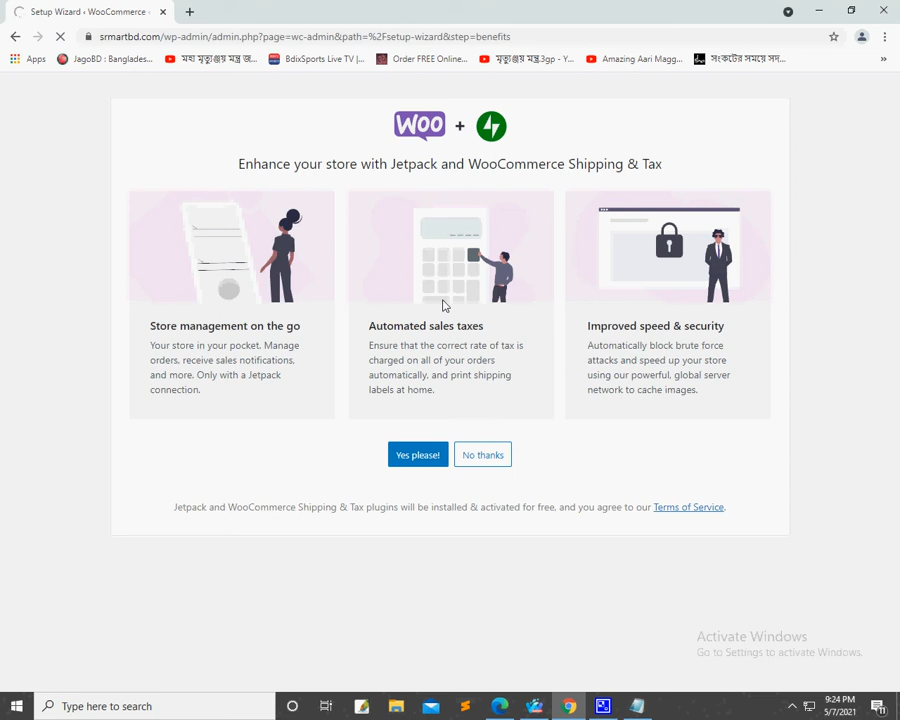 Setup Wizard ‹ WooCommerce -
srmartbd.com/wp-admin/admin.php?page=wc-admin&path=%2Fsetup-wizard&step=benefits
Apps JagoBD : Banglades... মহা মৃত্যুঞ্জয় মন্ত্র জ... BdixSports Live TV |... Order FREE Online... মৃত্যুঞ্জয় মন্ত্র.3gp - Y... Amazing Aari Magg... সংকটের সময়ে সদ... »
WOO +
Enhance your store with Jetpack and WooCommerce Shipping & Tax
Store management on the go
Your store in your pocket. Manage
orders, receive sales notifications,
and more. Only with a Jetpack
connection.
Automated sales taxes
Ensure that the correct rate of tax is
charged on all of your orders
automatically, and print shipping
labels at home.
Improved speed & security
Automatically block brute force
attacks and speed up your store
using our powerful, global server
network to cache images.
Yes please! No thanks
Jetpack and WooCommerce Shipping & Tax plugins will be installed & activated for free, and you agree to our Terms of Service.
Activate Windows
Go to Settings to activate Windows.
Type here to search
9:24 PM
5/7/2021
11